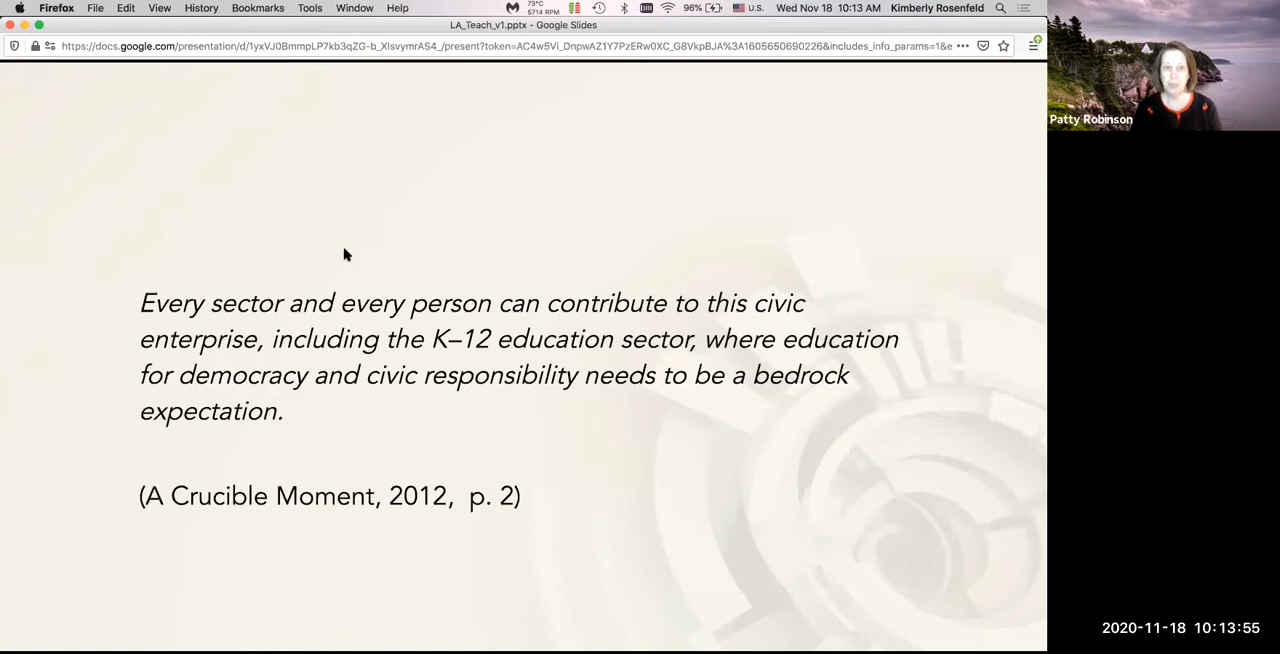 Firefox File Edit View History Bookmarks Tools Window Help 73°C 5714 RPM 96% U.S. Wed Nov 18 10:13 AM Kimberly Rosenfeld
LA_Teach_v1.pptx - Google Slides
Patty Robinson
Every sector and every person can contribute to this civic
enterprise, including the K–12 education sector, where education
for democracy and civic responsibility needs to be a bedrock
expectation.
(A Crucible Moment, 2012, p. 2)
2020-11-18 10:13:55